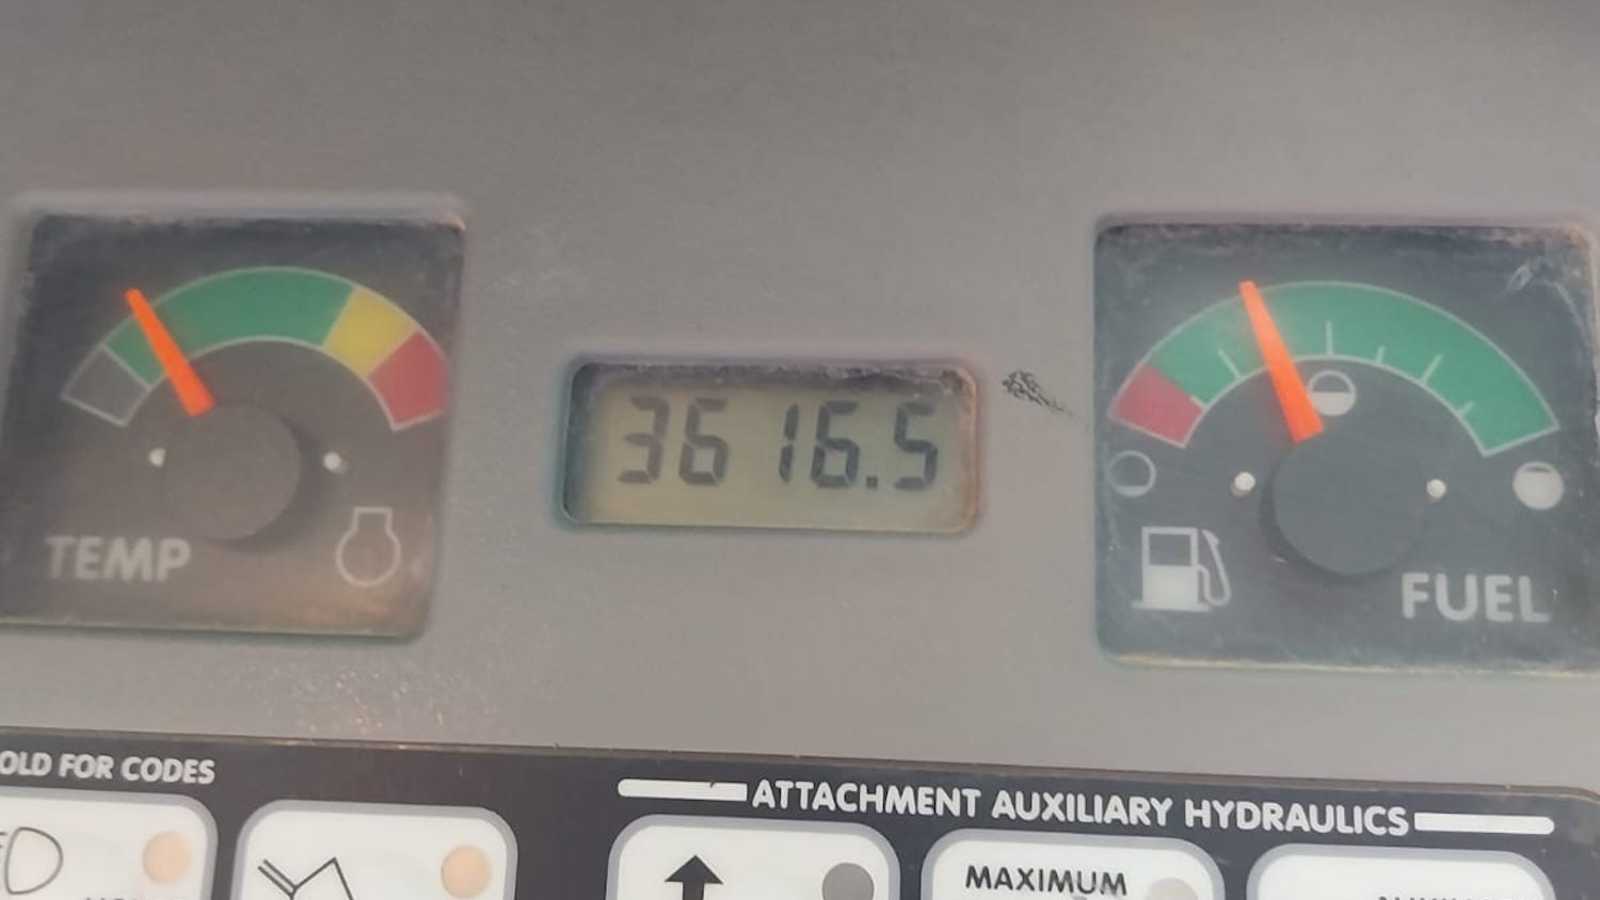 3616.5
TEMP
FUEL
OLD FOR CODES
ATTACHMENT AUXILIARY HYDRAULICS
MAXIMUM